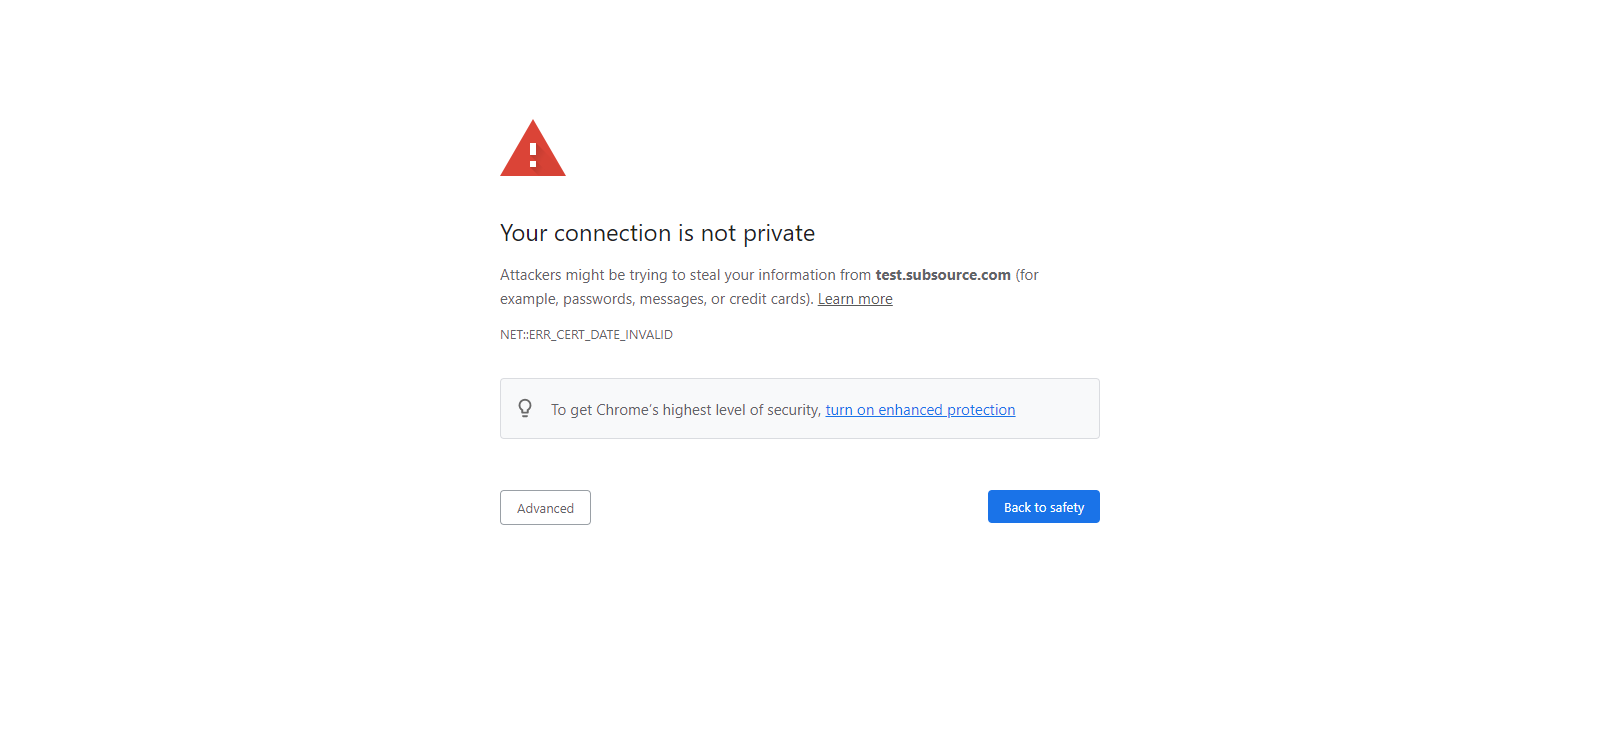 Your connection is not private
Attackers might be trying to steal your information from test.subsource.com (for
example, passwords, messages, or credit cards). Learn more
NET::ERR_CERT_DATE_INVALID
To get Chrome’s highest level of security, turn on enhanced protection
Advanced
Back to safety